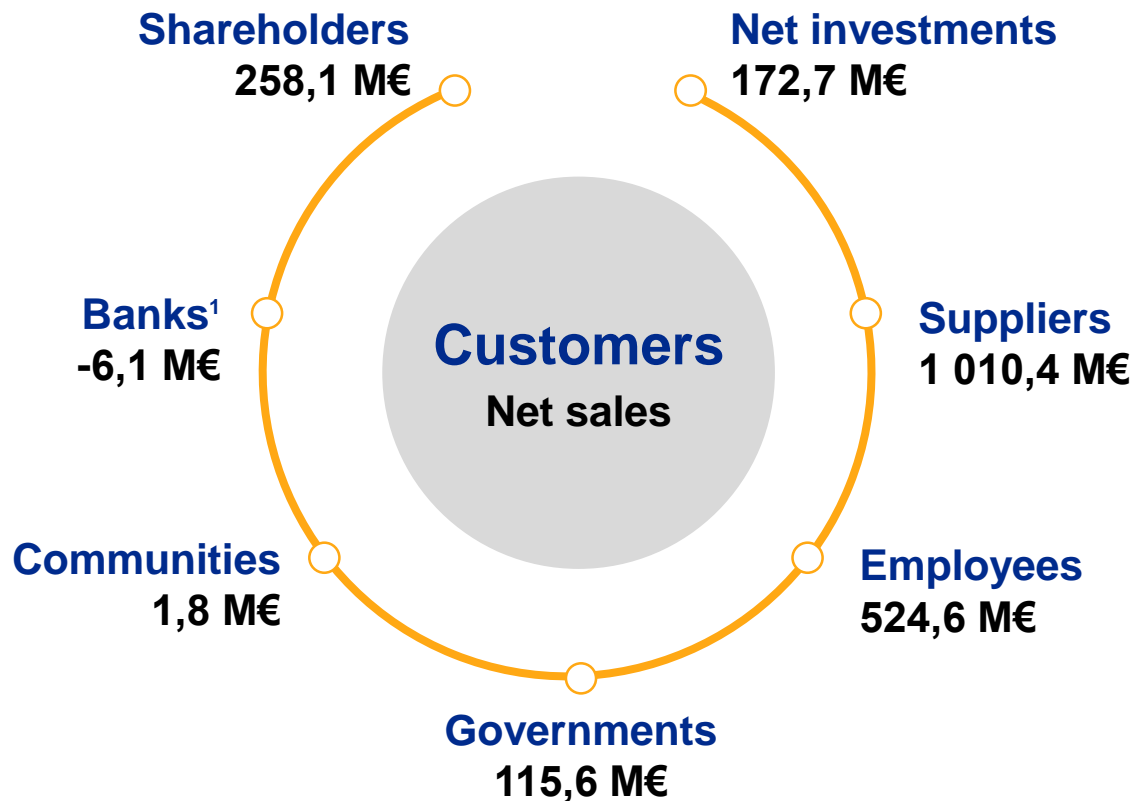 Shareholders
258,1 M€
Net investments
172,7 M€
Banks¹
-6,1 M€
Customers
Net sales
Suppliers
1 010,4 M€
Communities
1,8 M€
Employees
524,6 M€
Governments
115,6 M€